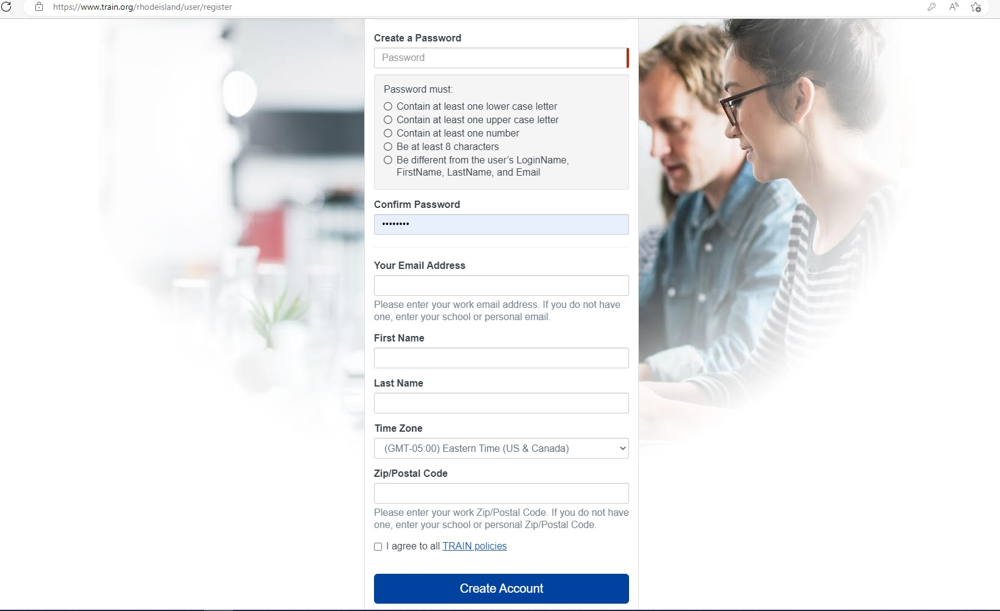 https://www.train.org/rhodeisland/user/register
Create a Password
Password
Password must:
Contain at least one lower case letter
Contain at least one upper case letter
Contain at least one number
Be at least 8 characters
Be different from the user’s LoginName,
FirstName, LastName, and Email
Confirm Password
••••••••
Your Email Address
Please enter your work email address. If you do not have
one, enter your school or personal email.
First Name
Last Name
Time Zone
(GMT-05:00) Eastern Time (US & Canada)
Zip/Postal Code
Please enter your work Zip/Postal Code. If you do not have
one, enter your school or personal Zip/Postal Code.
I agree to all TRAIN policies
Create Account